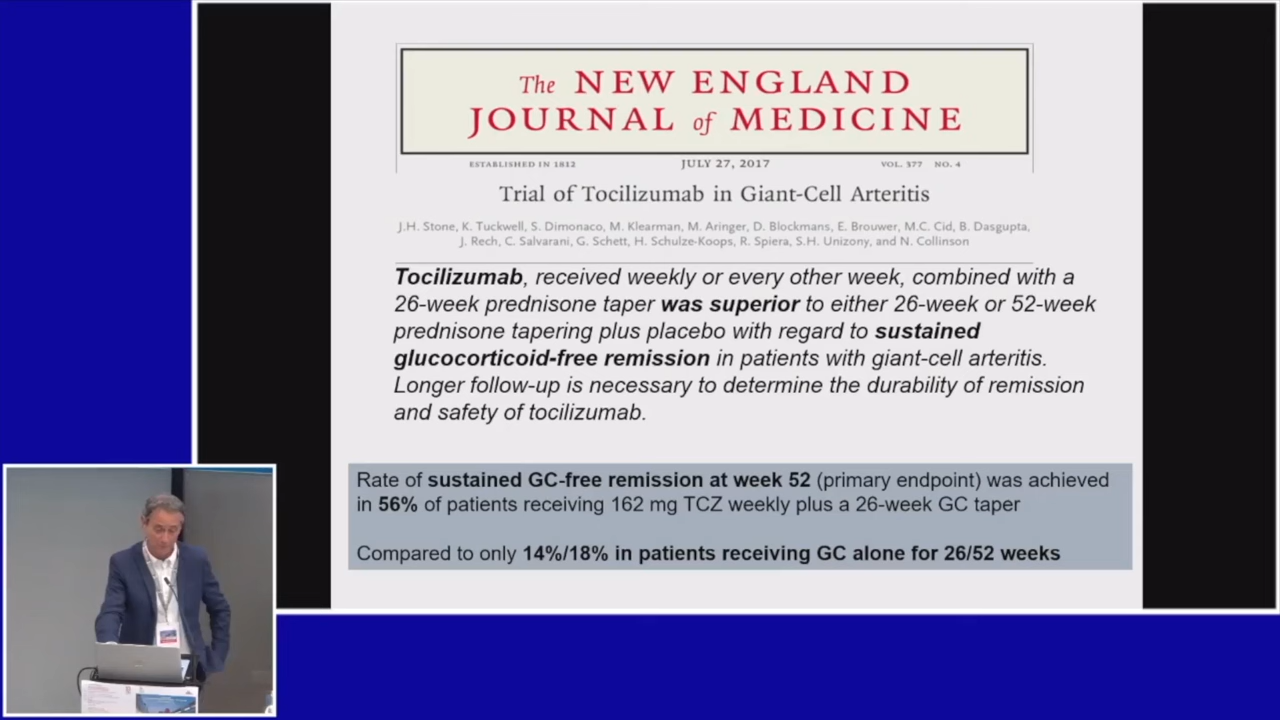 The NEW ENGLAND
JOURNAL of MEDICINE
ESTABLISHED IN 1812 JULY 27, 2017 VOL. 377 NO. 4
Trial of Tocilizumab in Giant-Cell Arteritis
J.H. Stone, K. Tuckwell, S. Dimonaco, M. Klearman, M. Aringer, D. Blockmans, E. Brouwer, M.C. Cid, B. Dasgupta,
J. Rech, C. Salvarani, G. Schett, H. Schulze-Koops, R. Spiera, S.H. Unizony, and N. Collinson
Tocilizumab, received weekly or every other week, combined with a
26-week prednisone taper was superior to either 26-week or 52-week
prednisone tapering plus placebo with regard to sustained
glucocorticoid-free remission in patients with giant-cell arteritis.
Longer follow-up is necessary to determine the durability of remission
and safety of tocilizumab.
Rate of sustained GC-free remission at week 52 (primary endpoint) was achieved
in 56% of patients receiving 162 mg TCZ weekly plus a 26-week GC taper
Compared to only 14%/18% in patients receiving GC alone for 26/52 weeks